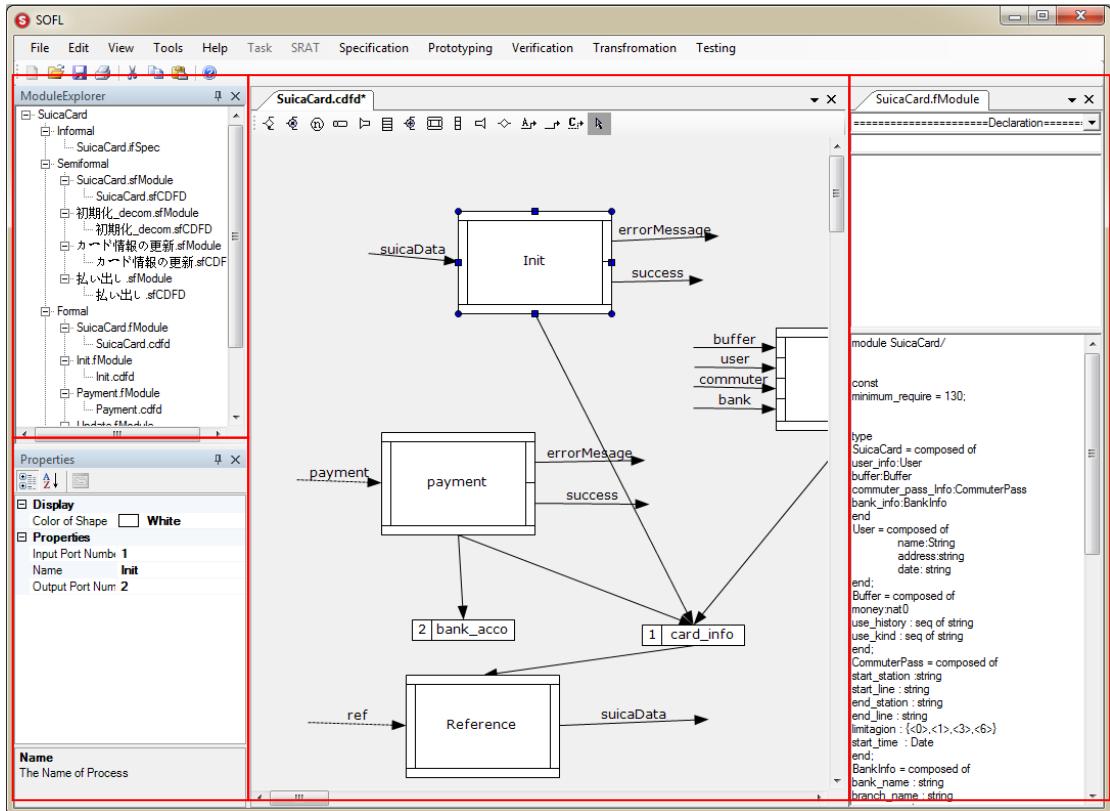 SOFL
File Edit View Tools Help Task SRAT Specification Prototyping Verification Transfromation Testing
ModuleExplorer
SuicaCard
Informal
SuicaCard.ifSpec
Semiformal
SuicaCard.sfModule
SuicaCard.sfCDFD
初期化_decom.sfModule
初期化_decom.sfCDFD
カード情報の更新.sfModule
カード情報の更新.sfCDF
払い出し.sfModule
払い出し.sfCDFD
Formal
SuicaCard.fModule
SuicaCard.cdfd
Init.fModule
Init.cdfd
Payment.fModule
Payment.cdfd
Update.fModule
Properties
Display
Color of Shape White
Properties
Input Port Numbe 1
Name Init
Output Port Num 2
Name
The Name of Process
SuicaCard.cdfd*
suicaData
Init
errorMessage
success
buffer
user
commuter
bank
payment
payment
errorMesage
success
2 bank_acco
1 card_info
ref
Reference
suicaData
SuicaCard.fModule
======================Declaration======
module SuicaCard/
const
minimum_require = 130;
type
SuicaCard = composed of
user_info:User
buffer:Buffer
commuter_pass_Info:CommuterPass
bank_info:BankInfo
end
User = composed of
name:String
address:string
date: string
end;
Buffer = composed of
money:nat0
use_history : seq of string
use_kind : seq of string
end;
CommuterPass = composed of
start_station :string
start_line : string
end_station : string
end_line : string
limitagion : {<0>,<1>,<3>,<6>}
start_time : Date
end;
BankInfo = composed of
bank_name : string
branch_name : string